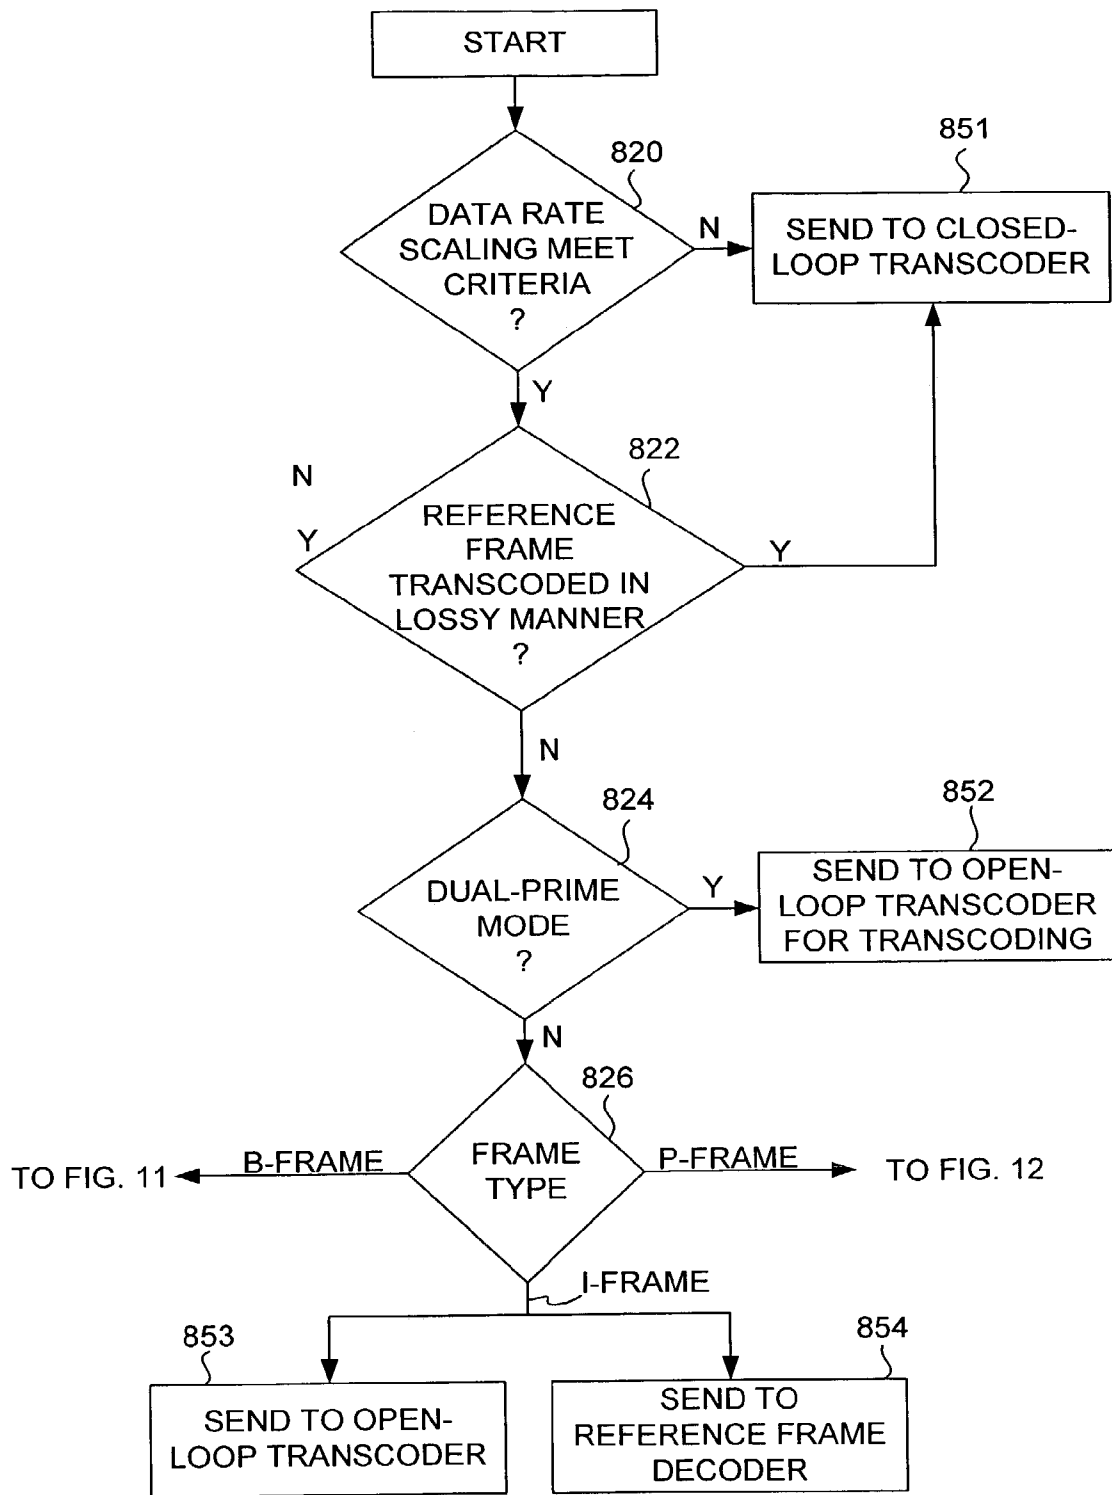 START
820
851
DATA RATE
SCALING MEET
CRITERIA
?
N
SEND TO CLOSED-
LOOP TRANSCODER
Y
822
N
Y
REFERENCE
FRAME
TRANSCODED IN
LOSSY MANNER
?
Y
N
824
852
DUAL-PRIME
MODE
?
Y
SEND TO OPEN-
LOOP TRANSCODER
FOR TRANSCODING
N
826
FRAME
TYPE
TO FIG. 11
B-FRAME
P-FRAME
TO FIG. 12
I-FRAME
853
854
SEND TO OPEN-
LOOP TRANSCODER
SEND TO
REFERENCE FRAME
DECODER